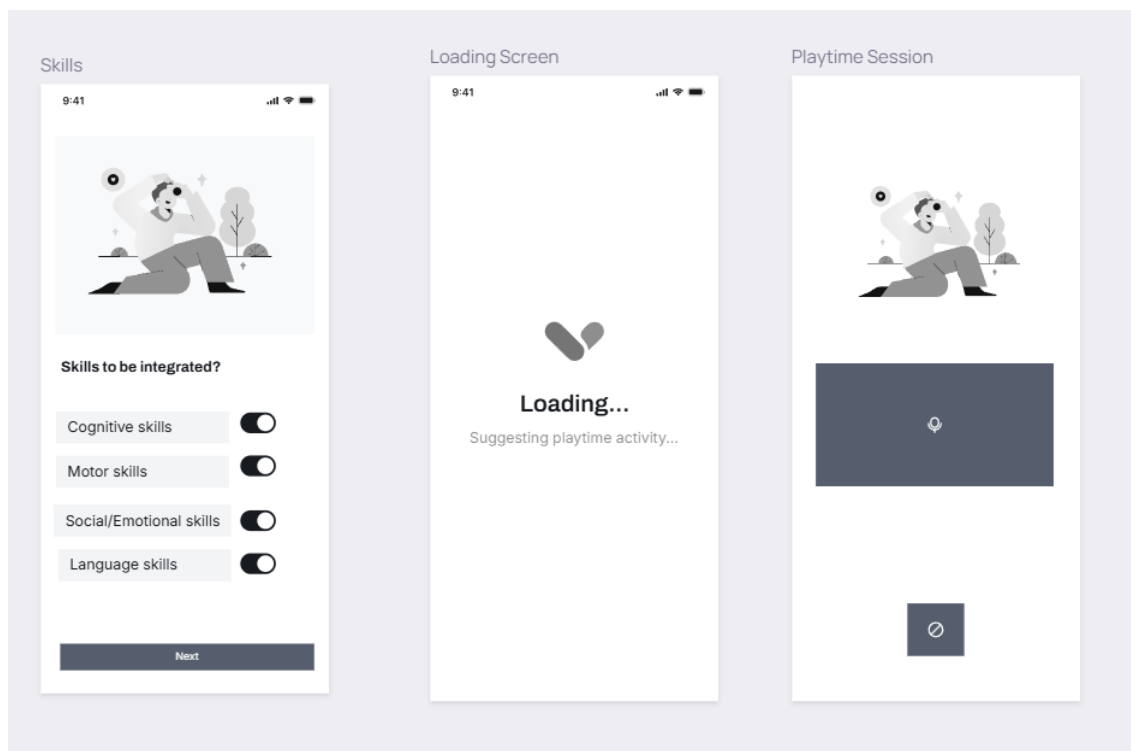 Skills
9:41
Skills to be integrated?
Cognitive skills
Motor skills
Social/Emotional skills
Language skills
Next
Loading Screen
9:41
Loading...
Suggesting playtime activity...
Playtime Session